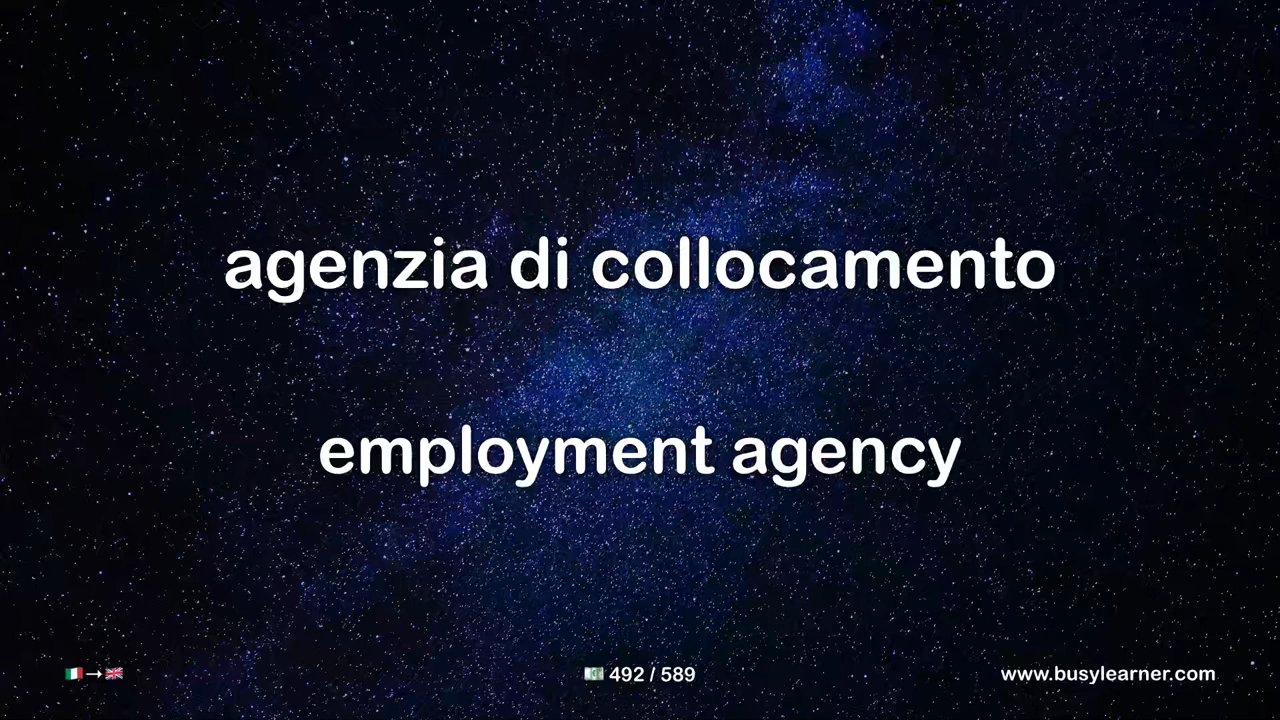 agenzia di collocamento
employment agency
🇮🇹→🇬🇧
💵 492 / 589
www.busylearner.com